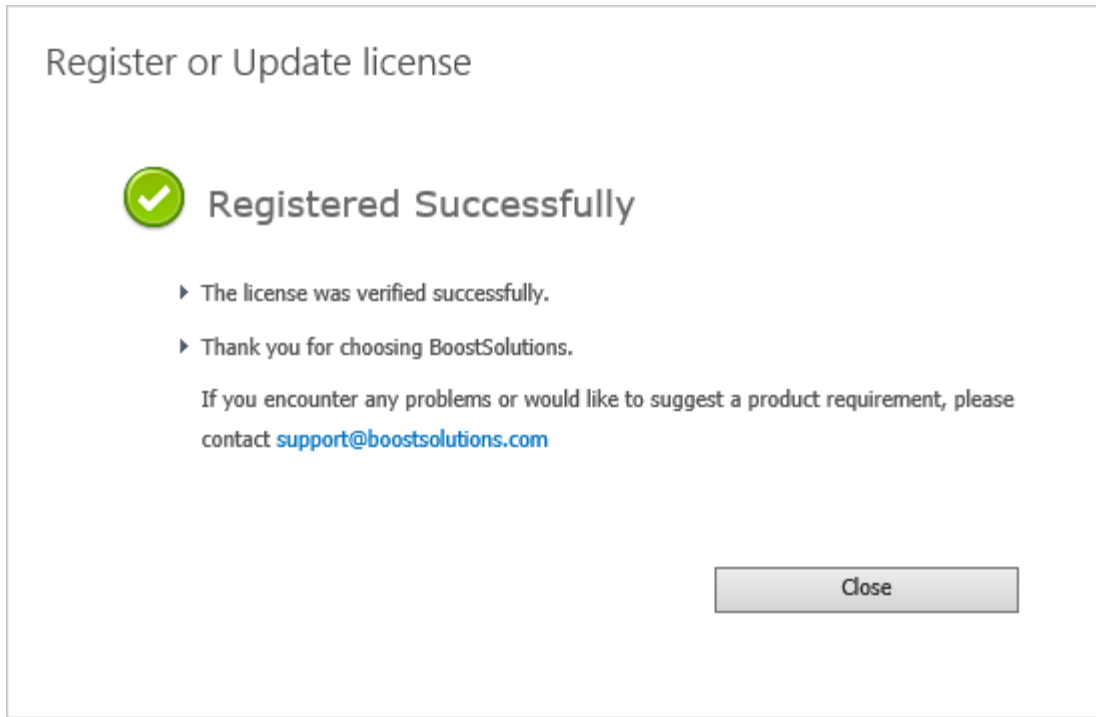 Register or Update license
Registered Successfully
The license was verified successfully.
Thank you for choosing BoostSolutions.
If you encounter any problems or would like to suggest a product requirement, please
contact support@boostsolutions.com
Close